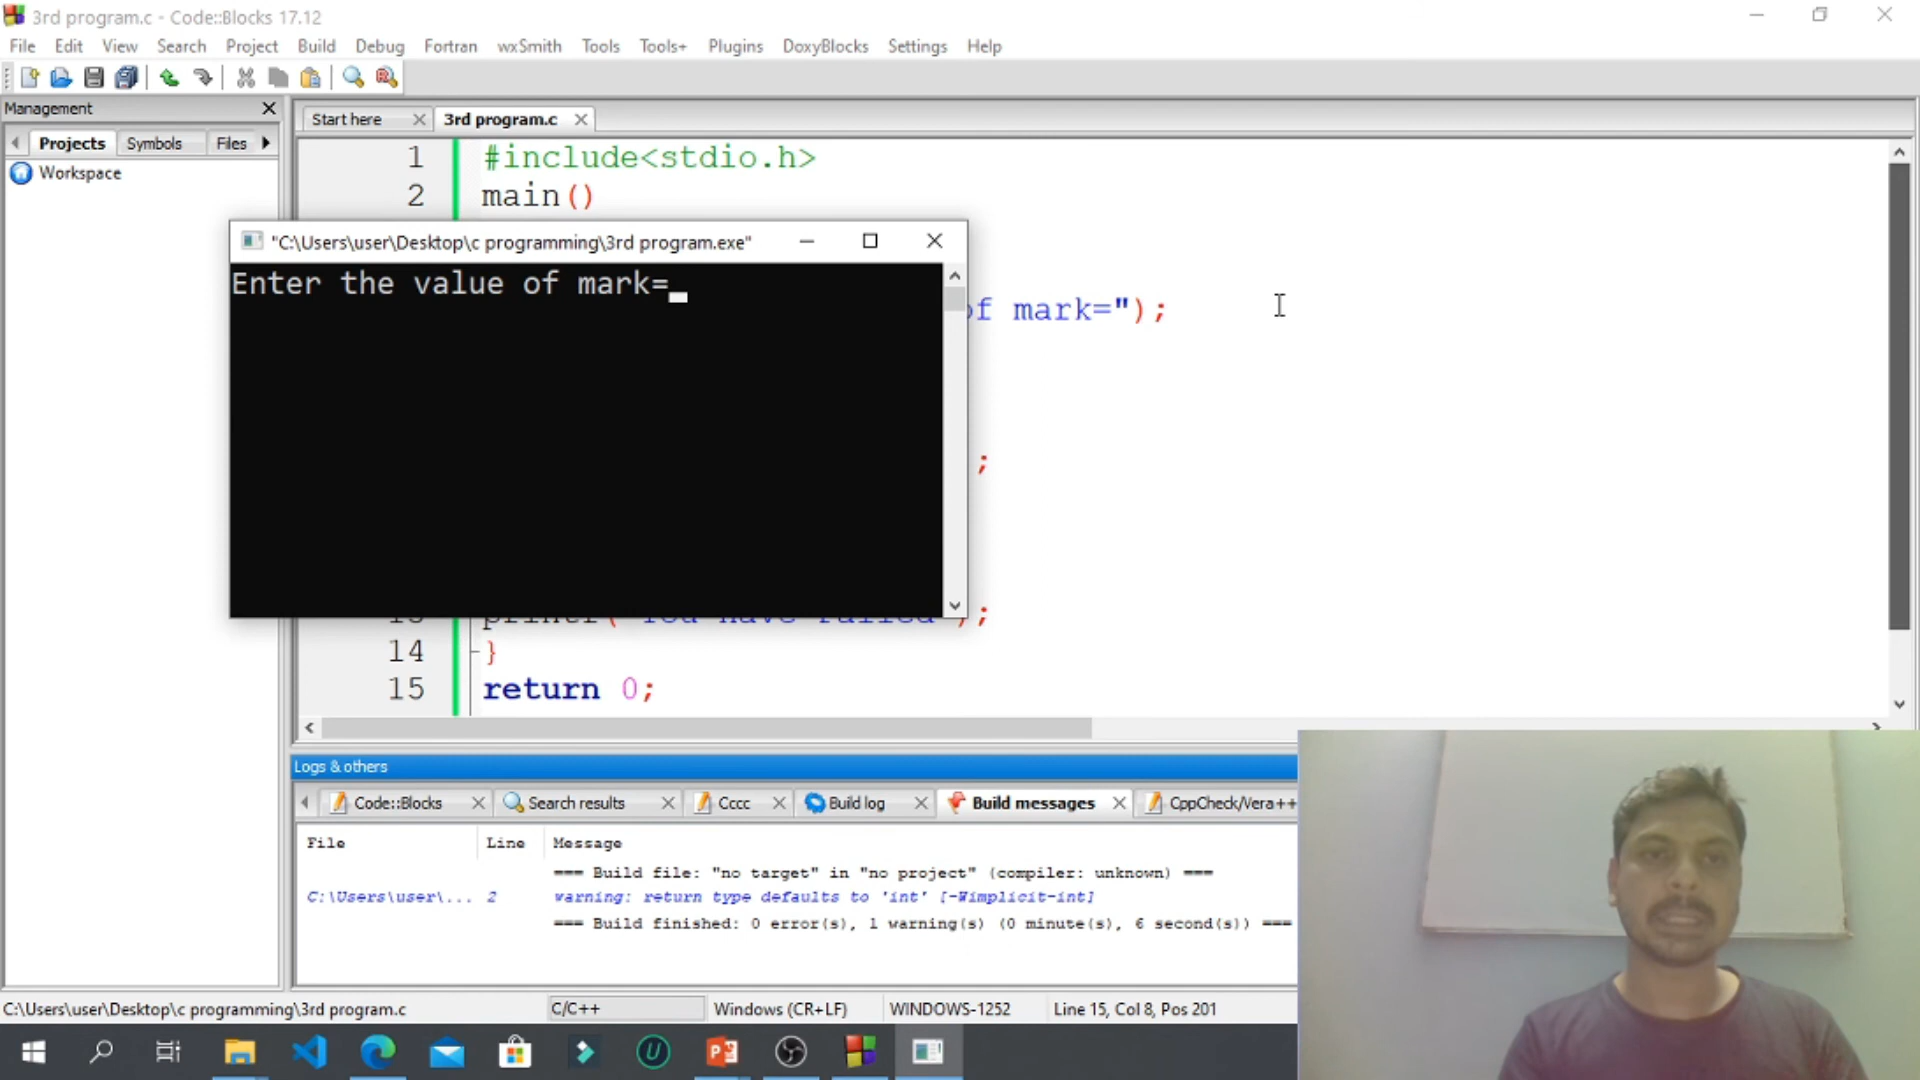 3rd program.c - Code::Blocks 17.12
File Edit View Search Project Build Debug Fortran wxSmith Tools Tools+ Plugins DoxyBlocks Settings Help
Management
Start here 3rd program.c
Projects Symbols Files
Workspace
1 #include<stdio.h>
2 main()
"C:\Users\user\Desktop\c programming\3rd program.exe"
Enter the value of mark=
of mark=");
;
printf("You have failed");
14 }
15 return 0;
Logs & others
Code::Blocks Search results Cccc Build log Build messages CppCheck/Vera++
File Line Message
=== Build file: "no target" in "no project" (compiler: unknown) ===
C:\Users\user\... 2 warning: return type defaults to 'int' [-Wimplicit-int]
=== Build finished: 0 error(s), 1 warning(s) (0 minute(s), 6 second(s)) ===
C:\Users\user\Desktop\c programming\3rd program.c C/C++ Windows (CR+LF) WINDOWS-1252 Line 15, Col 8, Pos 201